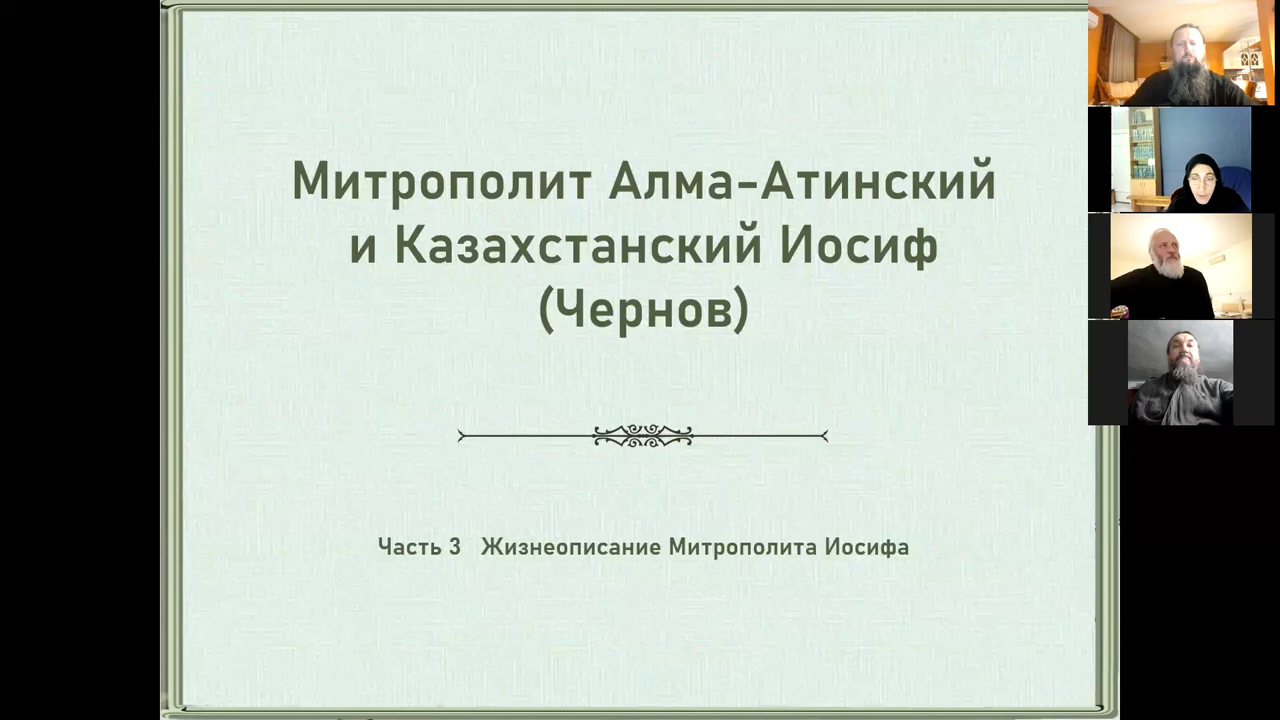 Митрополит Алма-Атинский
и Казахстанский Иосиф
(Чернов)
Часть 3 Жизнеописание Митрополита Иосифа